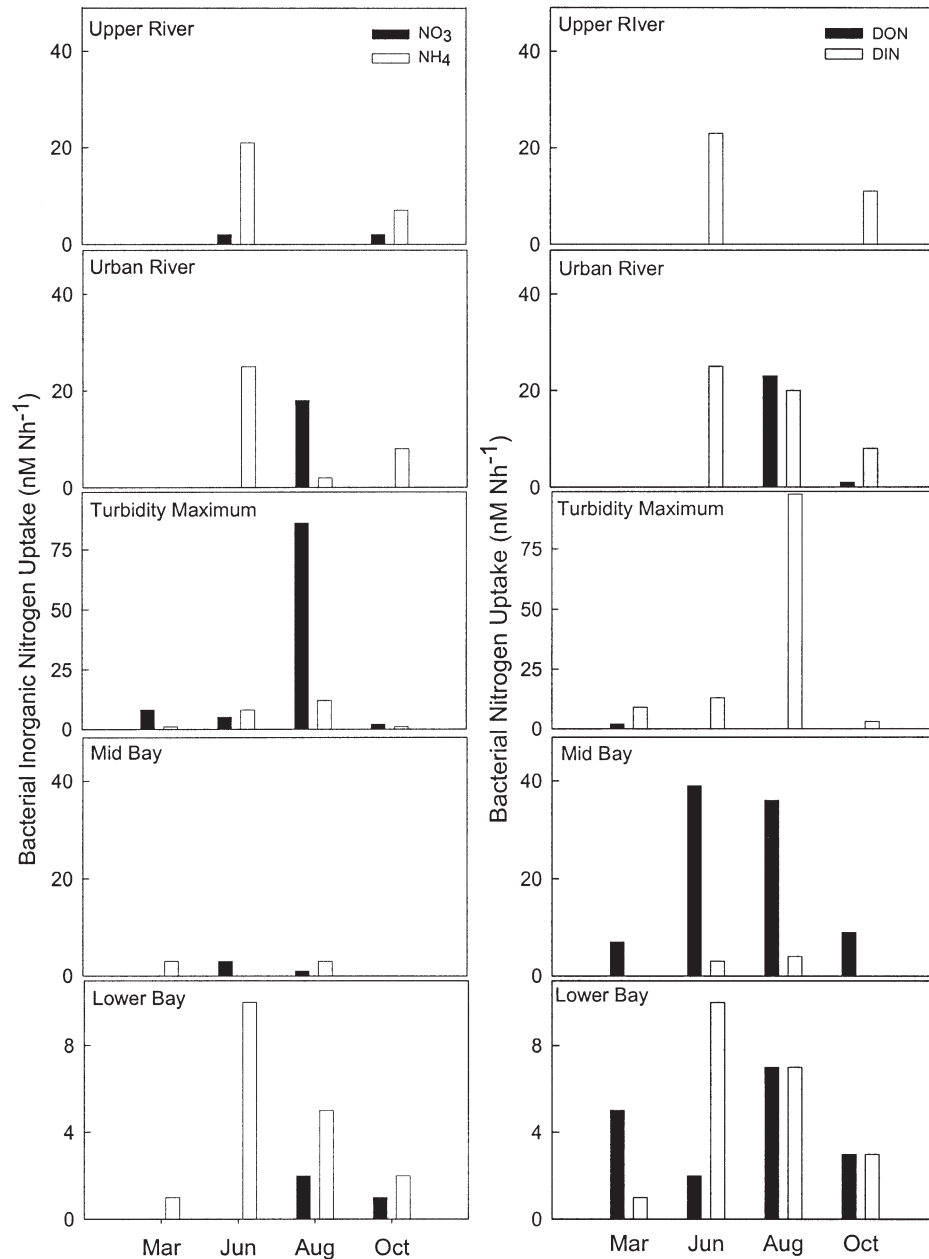 Upper River
NO3
NH4
40
20
0
Urban River
40
20
0
Turbidity Maximum
75
50
25
0
Mid Bay
40
20
0
Lower Bay
8
4
0
Mar Jun Aug Oct
Bacterial Inorganic Nitrogen Uptake (nM Nh-1)
Upper RIver
DON
DIN
40
20
0
Urban River
40
20
0
Turbidity Maximum
75
50
25
0
Mid Bay
40
20
0
Lower Bay
8
4
0
Mar Jun Aug Oct
Bacterial Nitrogen Uptake (nM Nh-1)